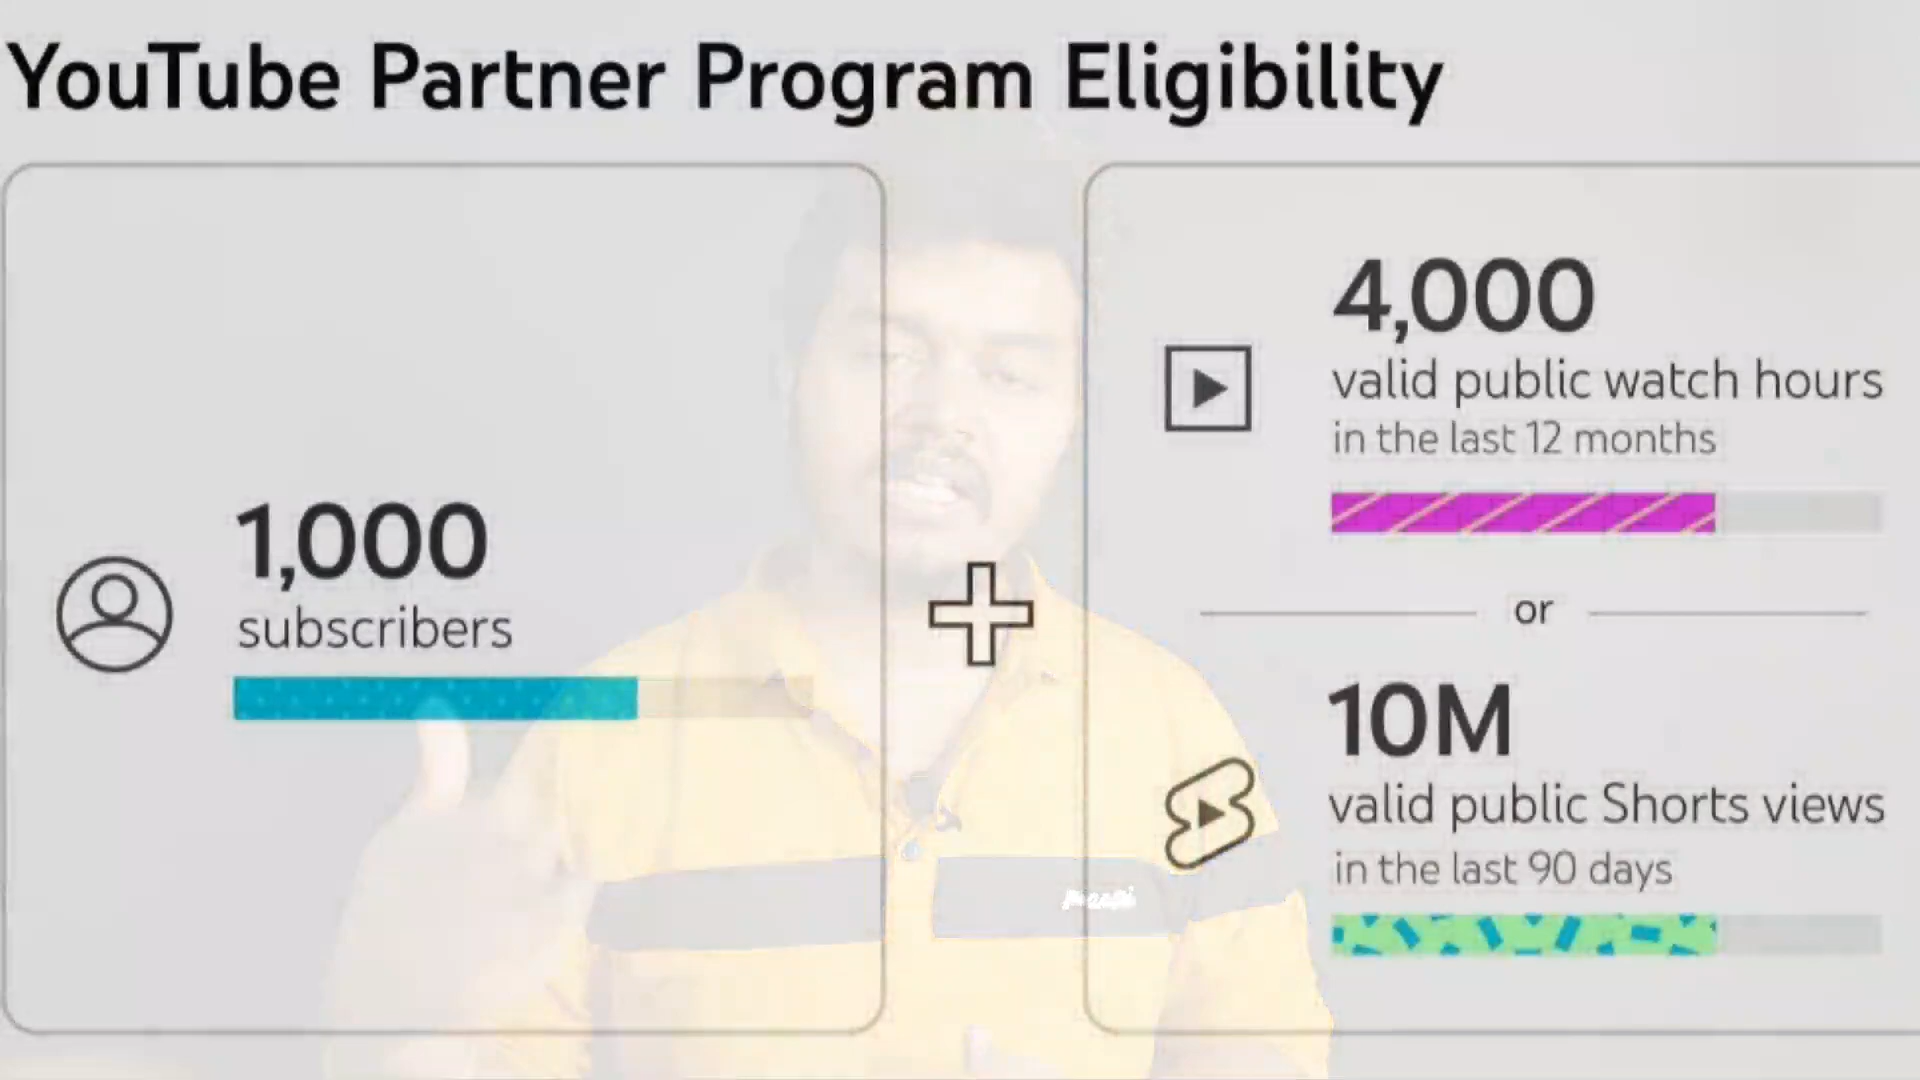 YouTube Partner Program Eligibility
1,000
subscribers
4,000
valid public watch hours
in the last 12 months
or
10M
valid public Shorts views
in the last 90 days